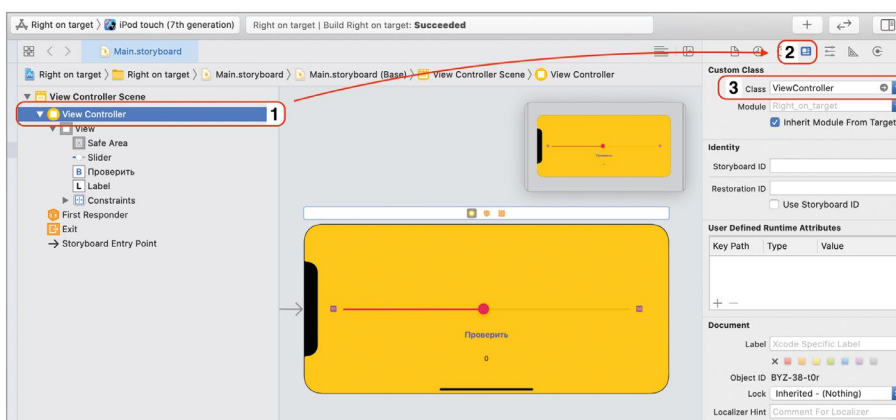 Right on target 〉 iPod touch (7th generation) Right on target | Build Right on target: Succeeded
Main.storyboard
Right on target 〉 Right on target 〉 Main.storyboard 〉 Main.storyboard (Base) 〉 View Controller Scene 〉 View Controller
2
Custom Class
View Controller Scene
3 Class ViewController
View Controller 1
Module Right_on_target
View
Inherit Module From Target
Safe Area
Identity
Slider
Storyboard ID
B Проверить
L Label
Restoration ID
Constraints
Use Storyboard ID
First Responder
Exit
User Defined Runtime Attributes
Storyboard Entry Point
Key Path Type Value
Проверить
0
Document
Label Xcode Specific Label
Object ID BYZ-38-t0r
Lock Inherited - (Nothing)
Localizer Hint Comment For Localizer